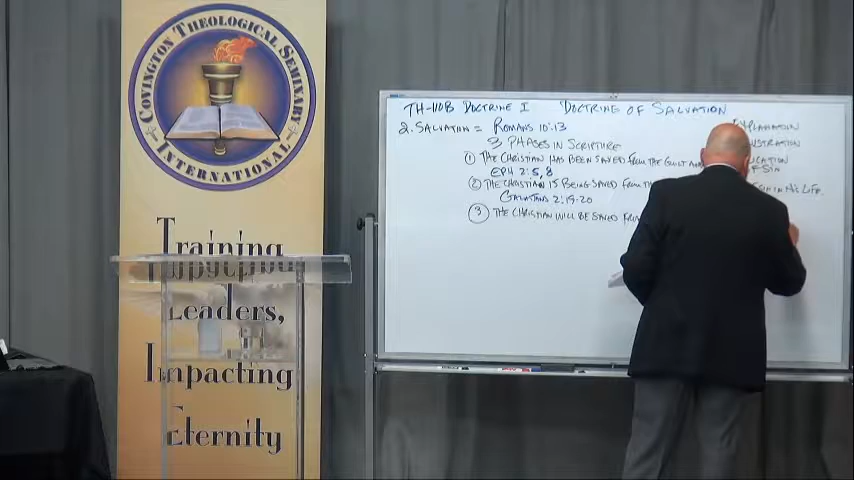 COVINGTON THEOLOGICAL SEMINARY
INTERNATIONAL
Training
Leaders,
Impacting
Eternity
TH-110B DOCTRINE I DOCTRINE OF SALVATION
2. SALVATION = ROMANS 10:13
3 PHASES IN SCRIPTURE
① THE CHRISTIAN HAS BEEN SAVED FROM THE GUILT AND
OF SIN
EPH 2:5, 8
② THE CHRISTIAN IS BEING SAVED FROM THE SIN IN HIS LIFE.
GALATIANS 2:19-20
③ THE CHRISTIAN WILL BE SAVED FROM
EXPLANATION